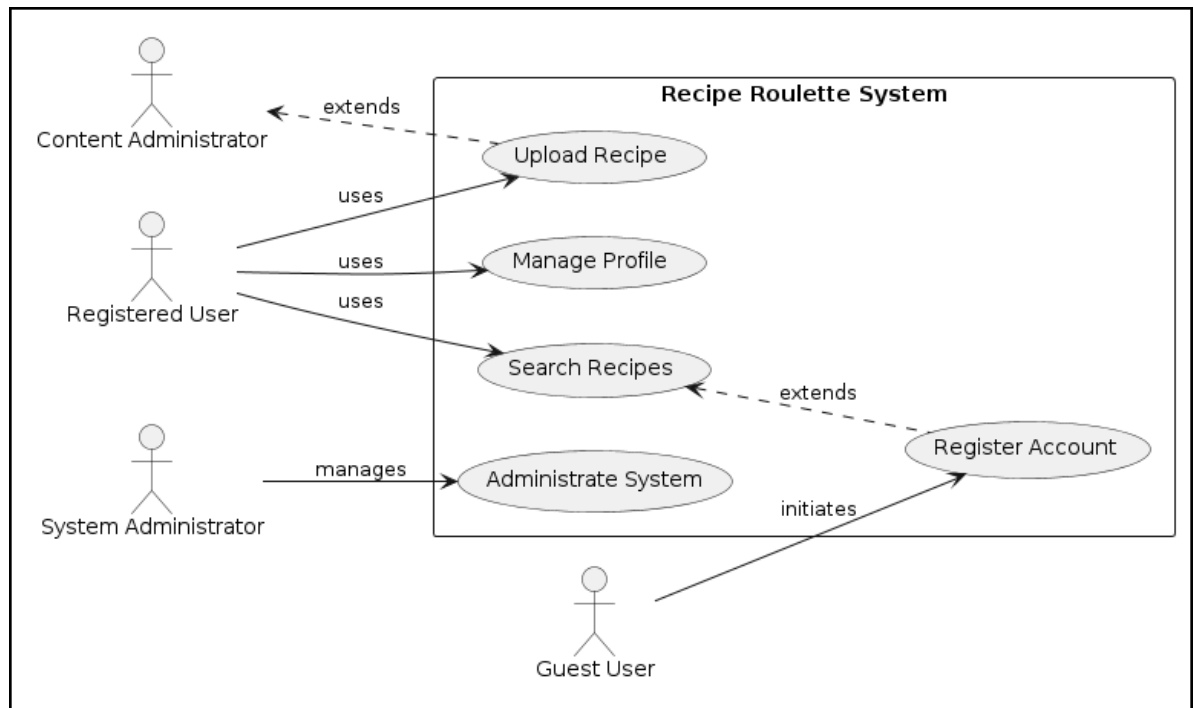 Recipe Roulette System
Content Administrator
extends
Upload Recipe
uses
Registered User
uses
Manage Profile
uses
Search Recipes
extends
Register Account
System Administrator
manages
Administrate System
initiates
Guest User